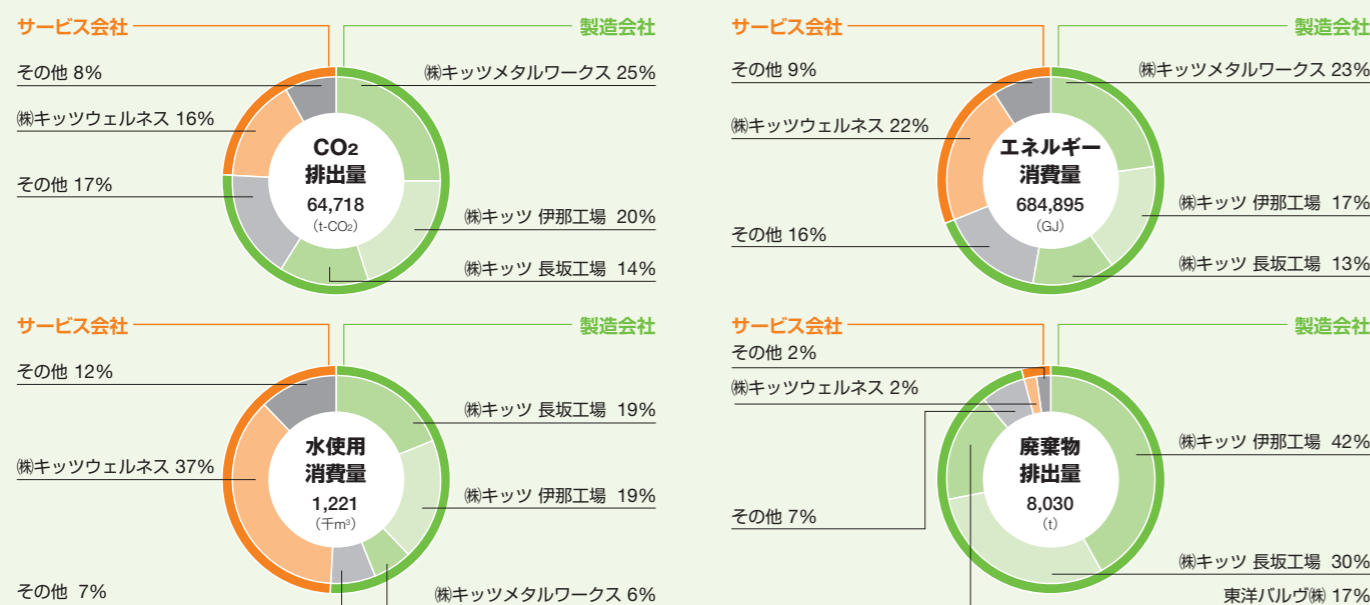 サービス会社
製造会社
その他 8%
㈱キッツメタルワークス 25%
㈱キッツウェルネス 16%
CO2
排出量
64,718
(t-CO2)
その他 17%
㈱キッツ 伊那工場 20%
㈱キッツ 長坂工場 14%
サービス会社
製造会社
その他 9%
㈱キッツメタルワークス 23%
㈱キッツウェルネス 22%
エネルギー
消費量
684,895
(GJ)
その他 16%
㈱キッツ 伊那工場 17%
㈱キッツ 長坂工場 13%
サービス会社
製造会社
その他 12%
㈱キッツ 長坂工場 19%
㈱キッツウェルネス 37%
水使用
消費量
1,221
(千m³)
㈱キッツ 伊那工場 19%
その他 7%
㈱キッツメタルワークス 6%
サービス会社
製造会社
その他 2%
㈱キッツウェルネス 2%
廃棄物
排出量
8,030
(t)
㈱キッツ 伊那工場 42%
その他 7%
㈱キッツ 長坂工場 30%
東洋バルヴ㈱ 17%